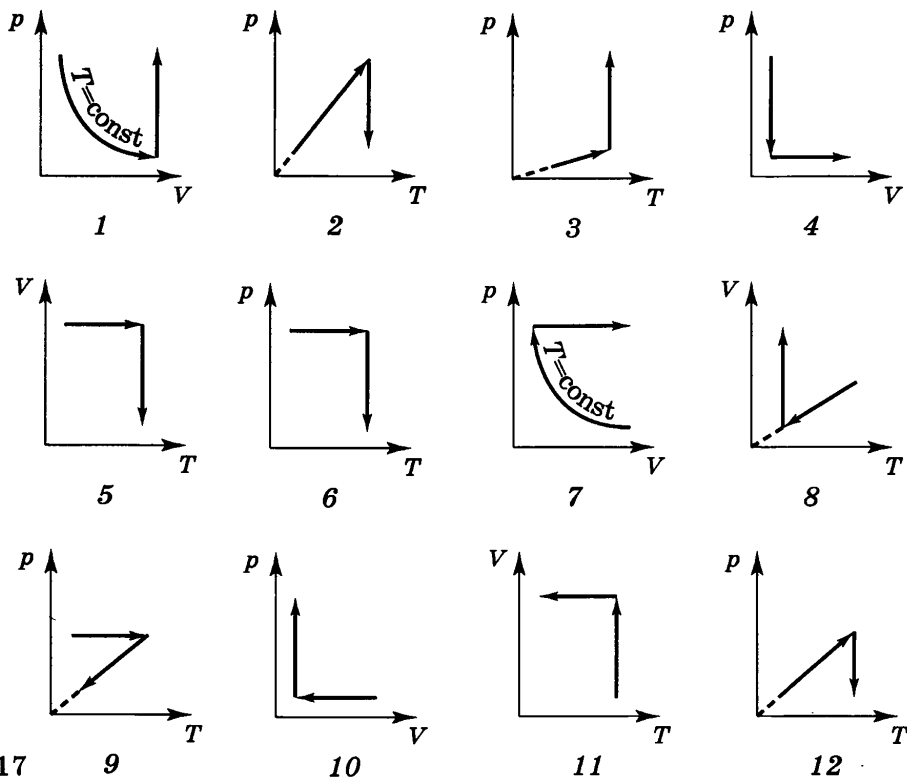 p p p p
T=const
V T T V
1 2 3 4
V p p V
T=const
T T V T
5 6 7 8
p p V p
T V T T
17 9 10 11 12